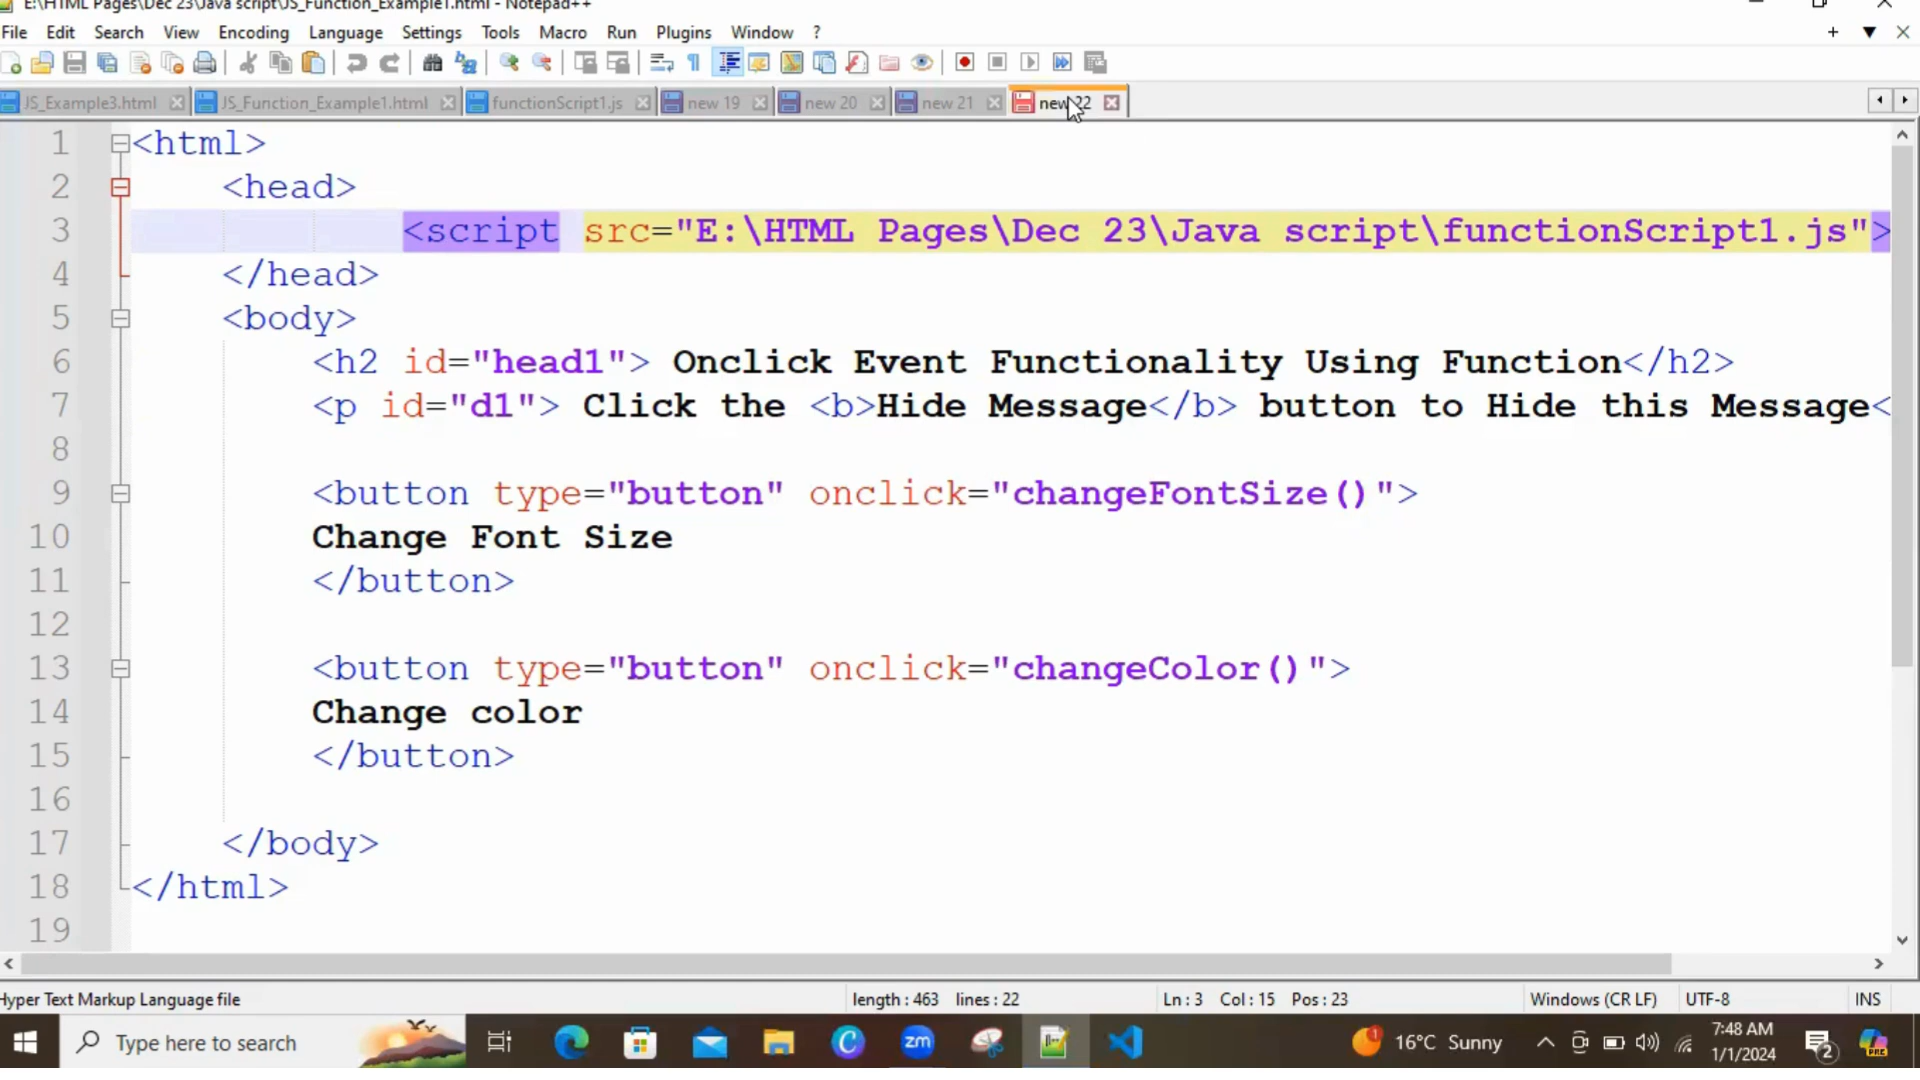 E:\HTML Pages\Dec 23\Java script\JS_Function_Example1.html - Notepad++
File Edit Search View Encoding Language Settings Tools Macro Run Plugins Window ?
JS_Example3.html JS_Function_Example1.html functionScript1.js new 19 new 20 new 21 new 22
1 <html>
2 <head>
3 <script src="E:\HTML Pages\Dec 23\Java script\functionScript1.js">
4 </head>
5 <body>
6 <h2 id="head1"> Onclick Event Functionality Using Function</h2>
7 <p id="d1"> Click the <b>Hide Message</b> button to Hide this Message<
8
9 <button type="button" onclick="changeFontSize()">
10 Change Font Size
11 </button>
12
13 <button type="button" onclick="changeColor()">
14 Change color
15 </button>
16
17 </body>
18 </html>
19
Hyper Text Markup Language file length : 463 lines : 22 Ln : 3 Col : 15 Pos : 23 Windows (CR LF) UTF-8 INS
Type here to search zm 1 16°C Sunny 7:48 AM 2 PRE
1/1/2024